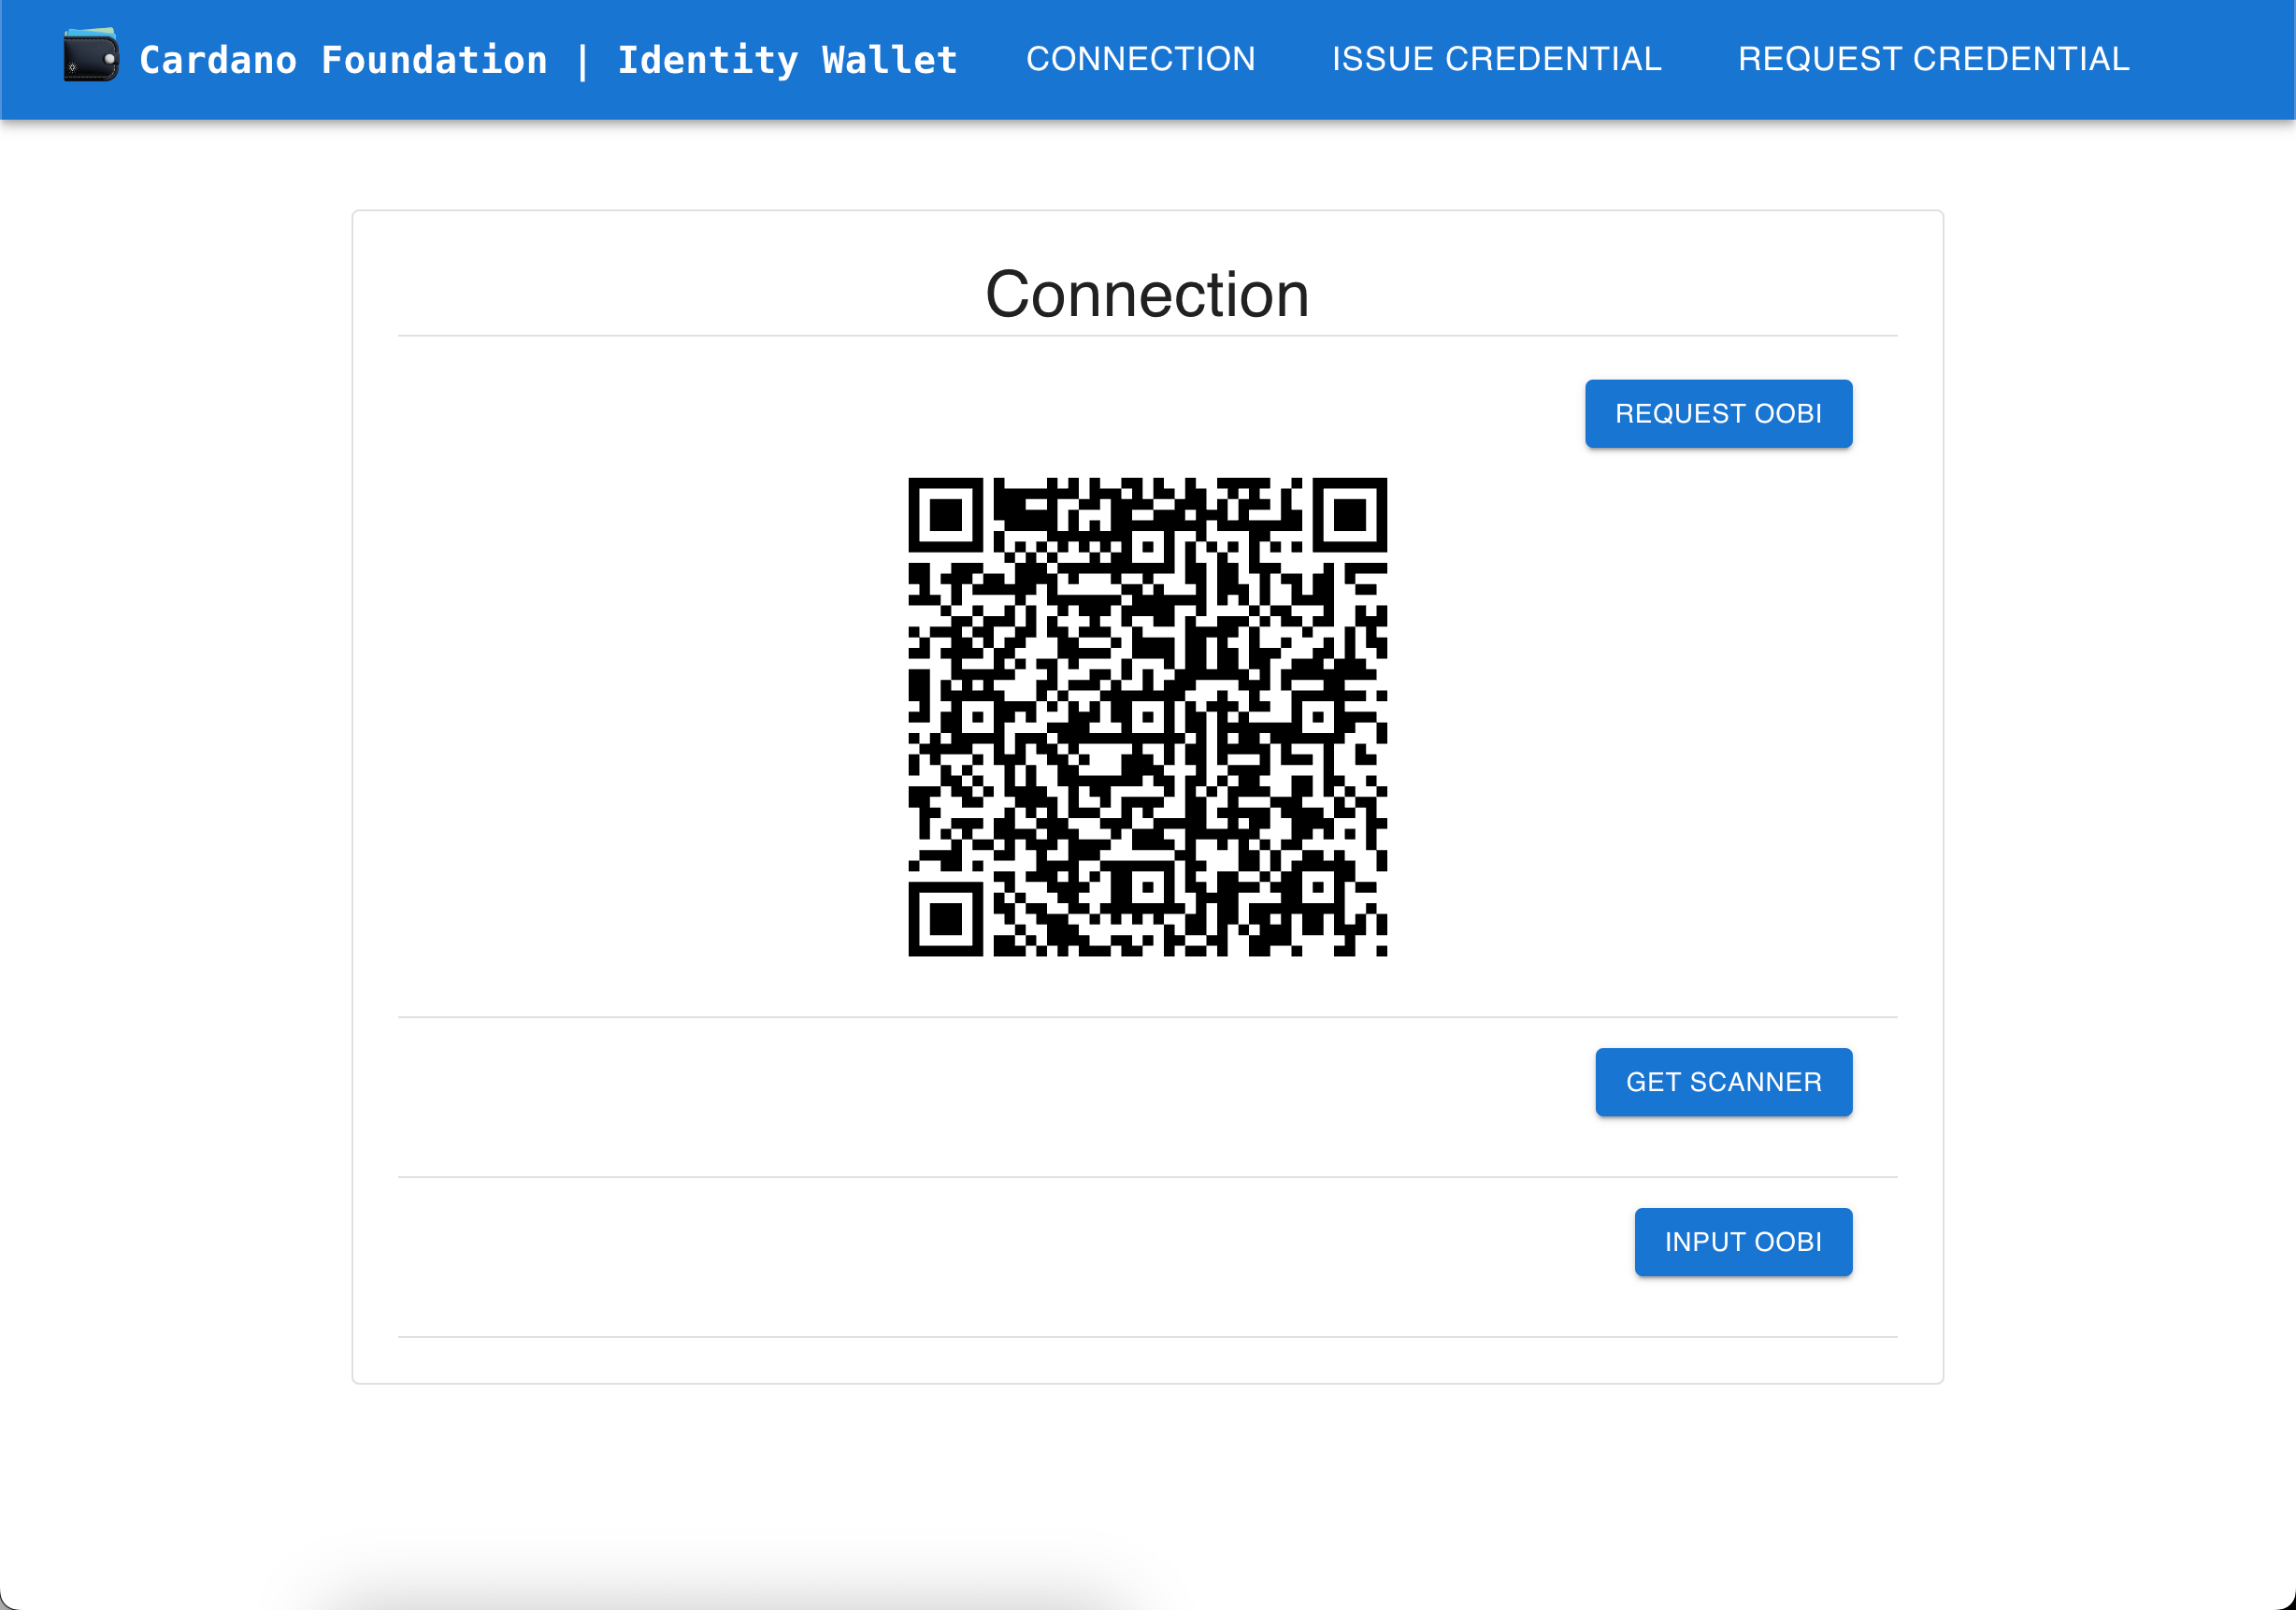 Cardano Foundation | Identity Wallet CONNECTION ISSUE CREDENTIAL REQUEST CREDENTIAL
Connection
REQUEST OOBI
GET SCANNER
INPUT OOBI